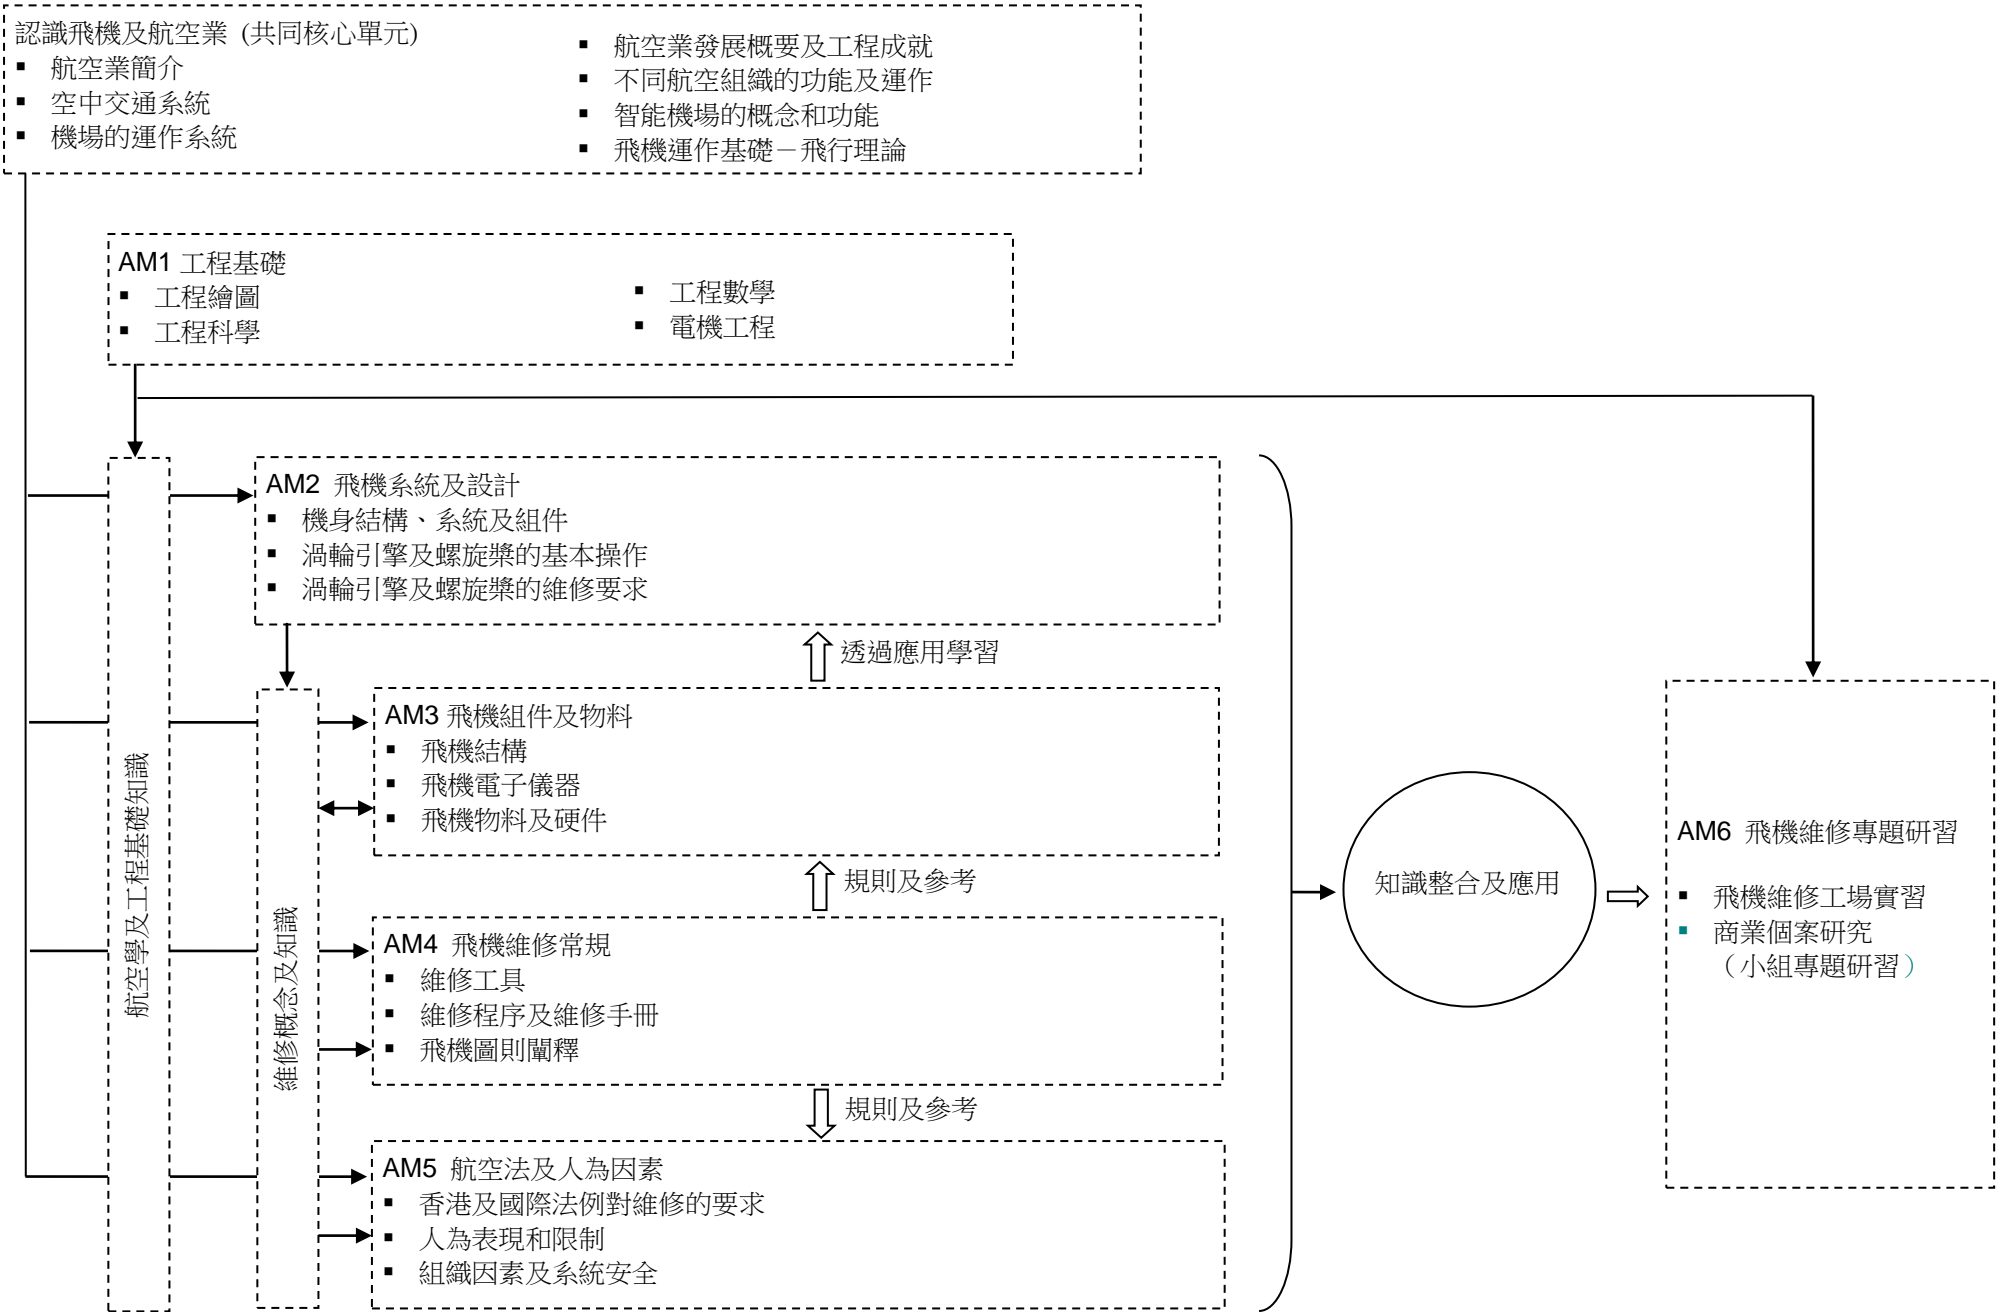 認識飛機及航空業 (共同核心單元)
▪ 航空業簡介
▪ 空中交通系統
▪ 機場的運作系統
▪ 航空業發展概要及工程成就
▪ 不同航空組織的功能及運作
▪ 智能機場的概念和功能
▪ 飛機運作基礎－飛行理論
AM1 工程基礎
▪ 工程繪圖
▪ 工程科學
▪ 工程數學
▪ 電機工程
航空學及工程基礎知識
AM2 飛機系統及設計
▪ 機身結構、系統及組件
▪ 渦輪引擎及螺旋槳的基本操作
▪ 渦輪引擎及螺旋槳的維修要求
透過應用學習
維修概念及知識
AM3 飛機組件及物料
▪ 飛機結構
▪ 飛機電子儀器
▪ 飛機物料及硬件
規則及參考
AM4 飛機維修常規
▪ 維修工具
▪ 維修程序及維修手冊
▪ 飛機圖則闡釋
規則及參考
AM5 航空法及人為因素
▪ 香港及國際法例對維修的要求
▪ 人為表現和限制
▪ 組織因素及系統安全
知識整合及應用
AM6 飛機維修專題研習
▪ 飛機維修工場實習
▪ 商業個案研究
（小組專題研習）